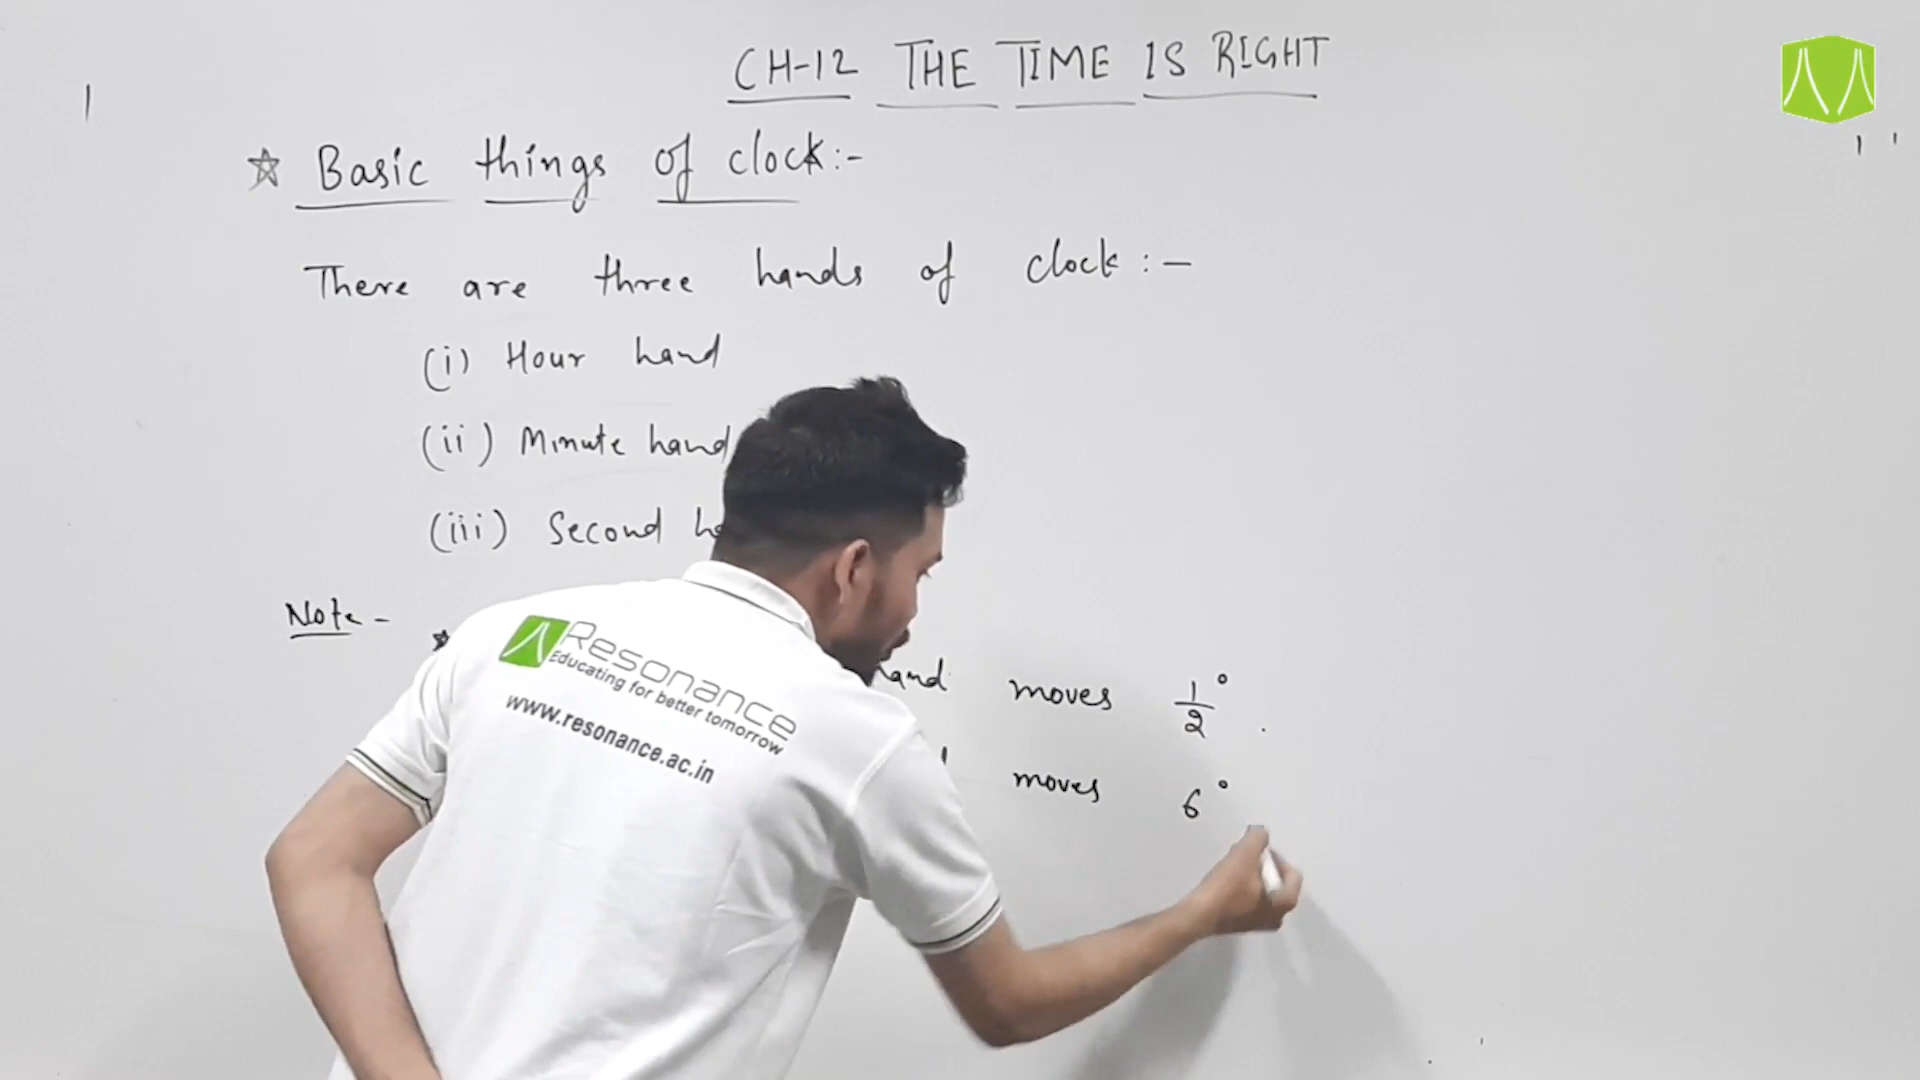 CH-12 THE TIME IS RIGHT
☆ Basic things of clock:-
There are three hands of clock :-
(i) Hour hand
(ii) Minute hand
(iii) Second
Note -
hand moves 1/2°.
moves 6°
Resonance
Educating for better tomorrow
www.resonance.ac.in